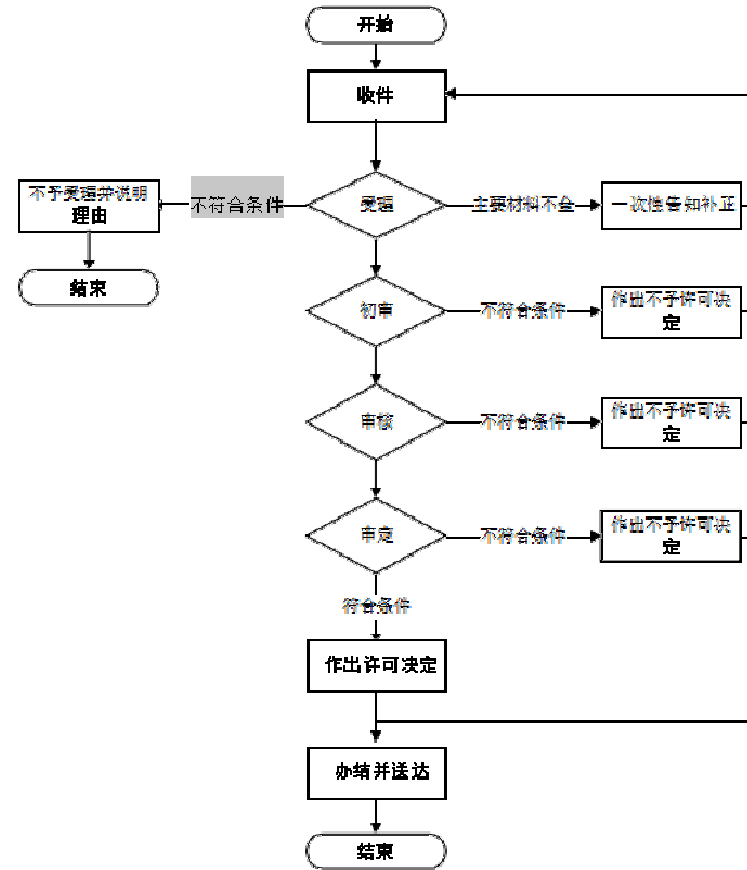 开始
收件
不予受理并说明
理由
不符合条件
受理
主要材料不全
一次性告知补正
结束
初审
不符合条件
作出不予许可决
定
审核
不符合条件
作出不予许可决
定
审定
不符合条件
作出不予许可决
定
符合条件
作出许可决定
办结并送达
结束